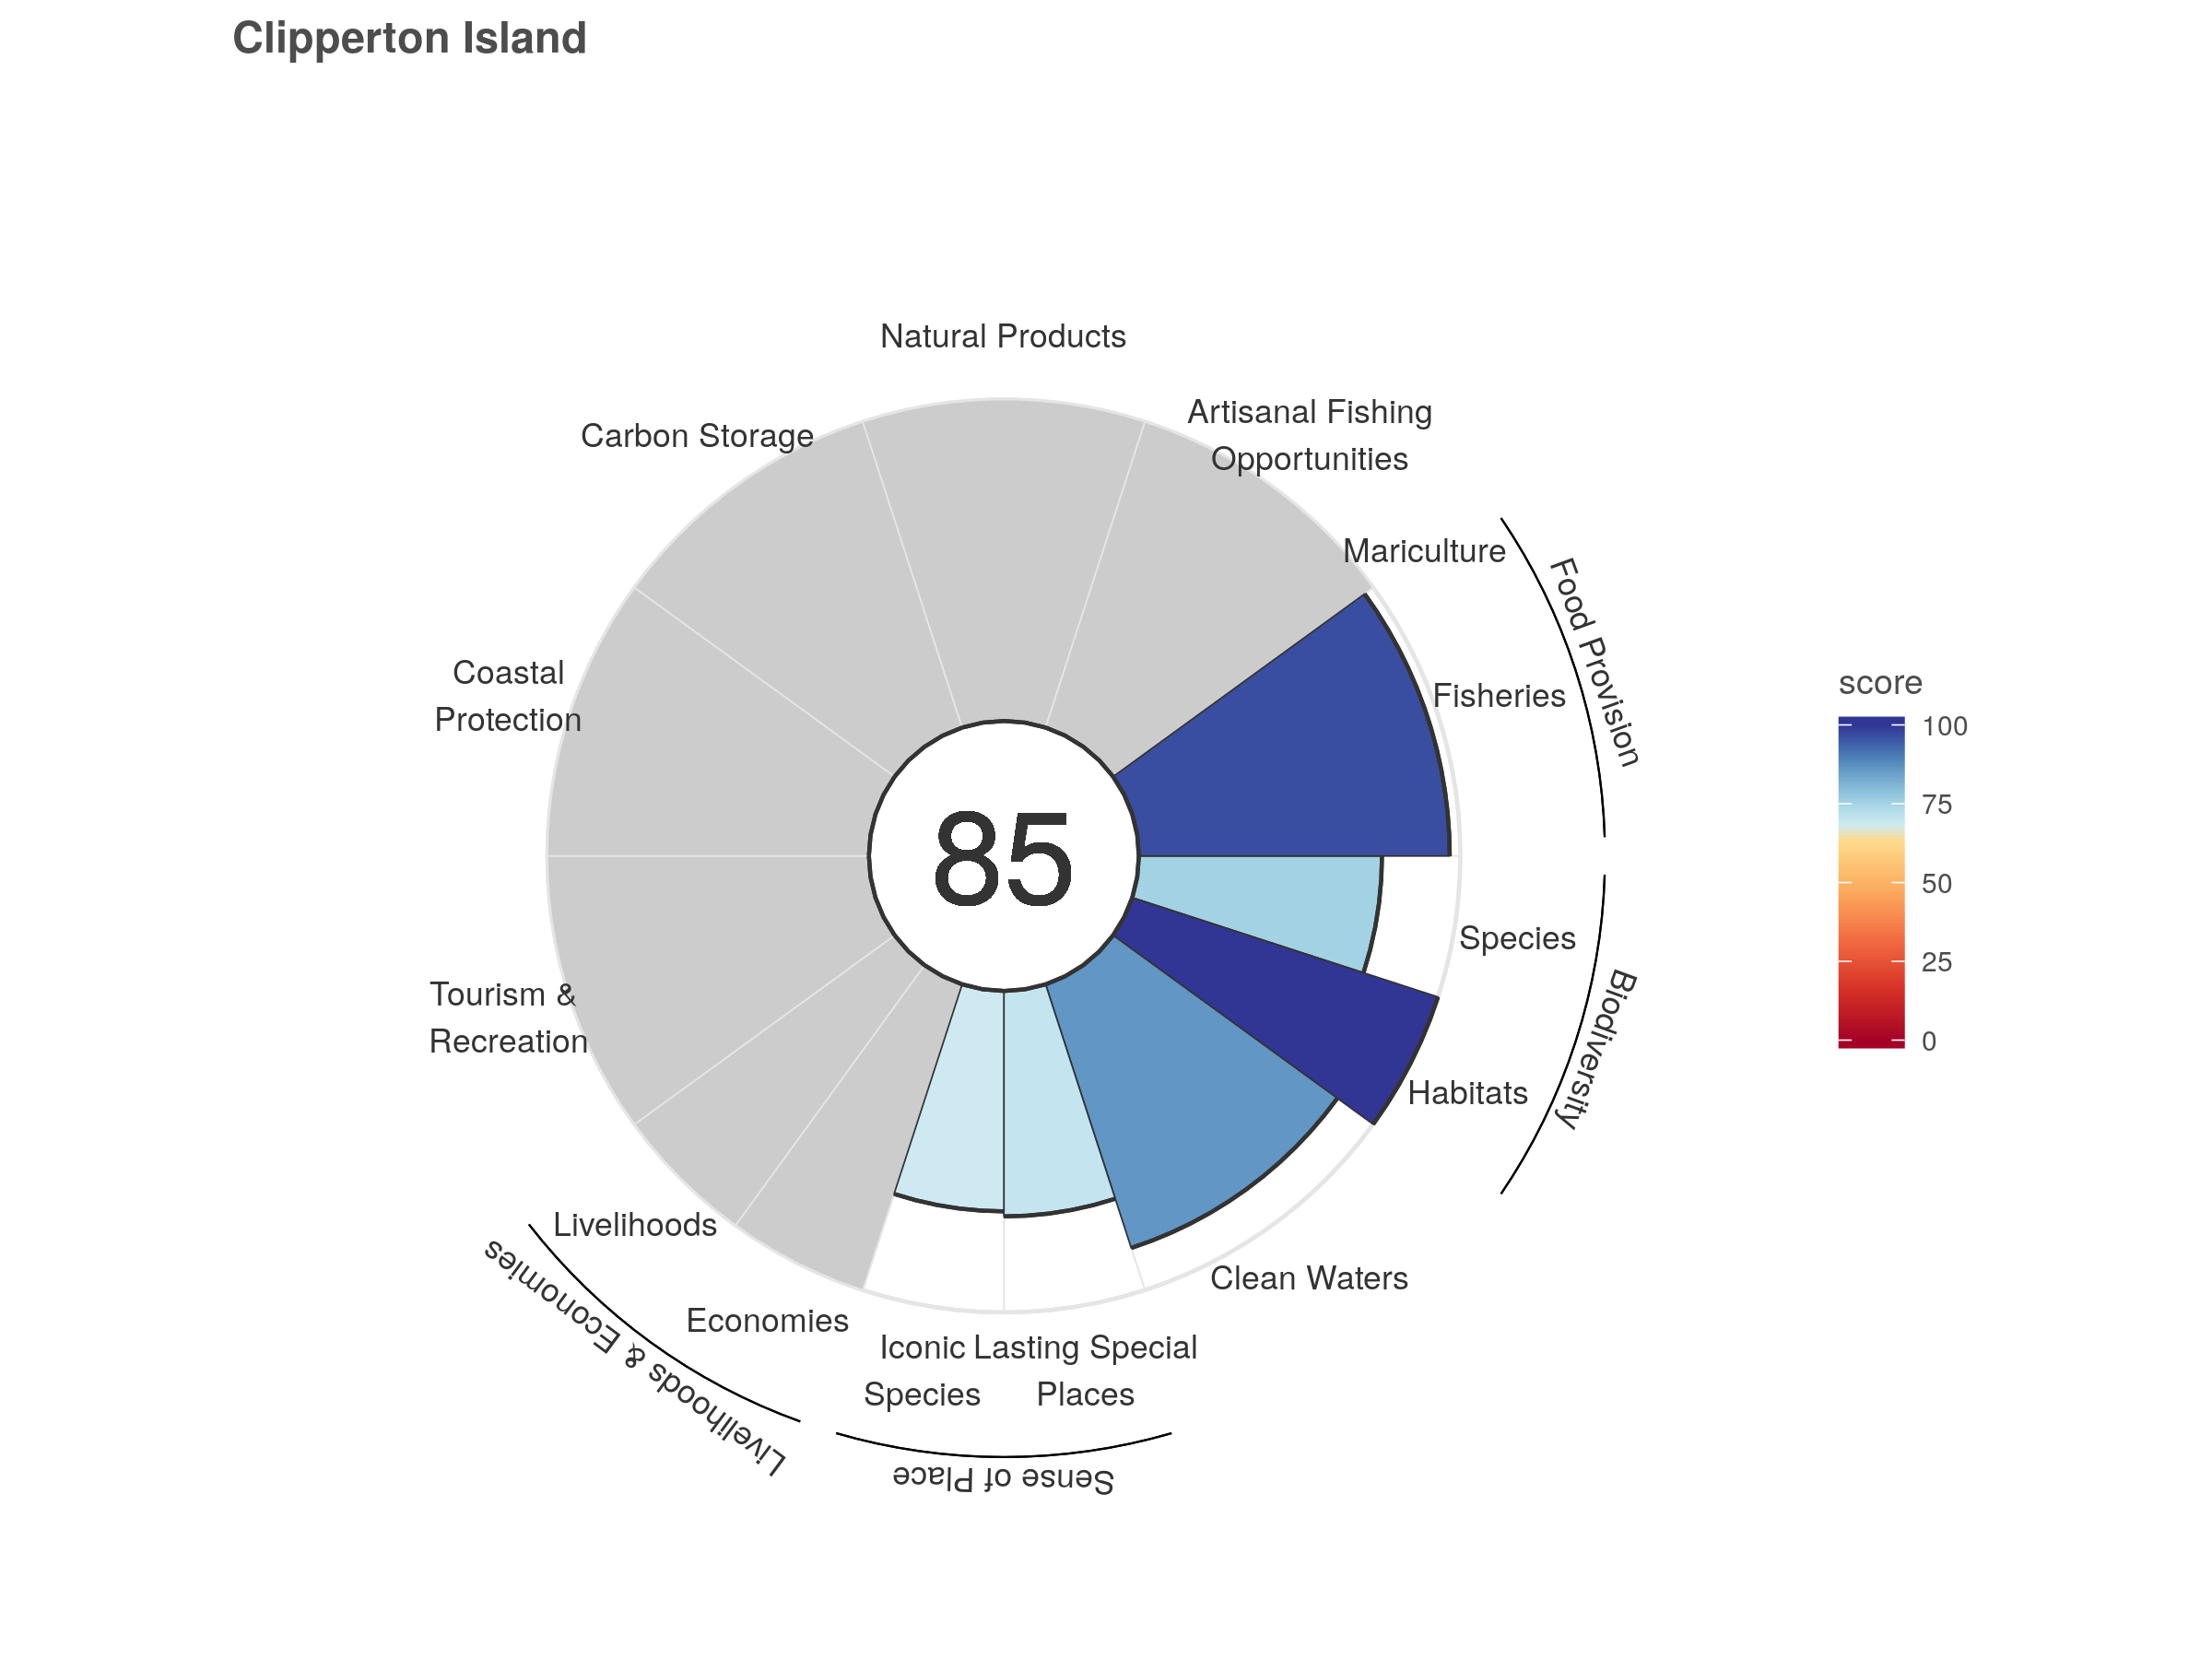 Clipperton Island
Natural Products
Artisanal Fishing
Opportunities
Carbon Storage
Mariculture
Food Provision
Fisheries
Coastal
Protection
score
100
75
50
25
0
85
Species
Biodiversity
Tourism &
Recreation
Habitats
Livelihoods
Livelihoods & Economies
Clean Waters
Economies
Iconic
Species
Lasting Special
Places
Sense of Place